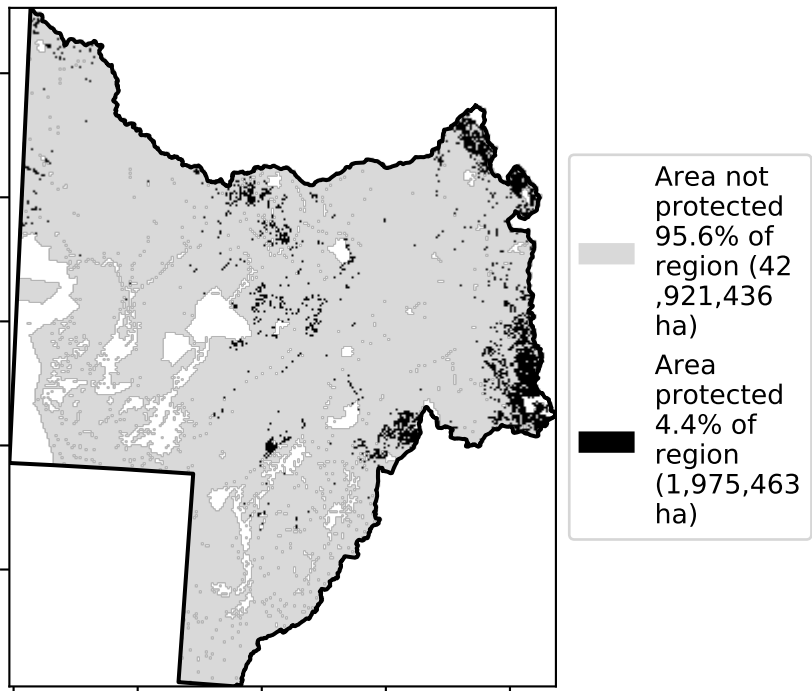 Area not
protected
95.6% of
region (42
,921,436
ha)
Area
protected
4.4% of
region
(1,975,463
ha)